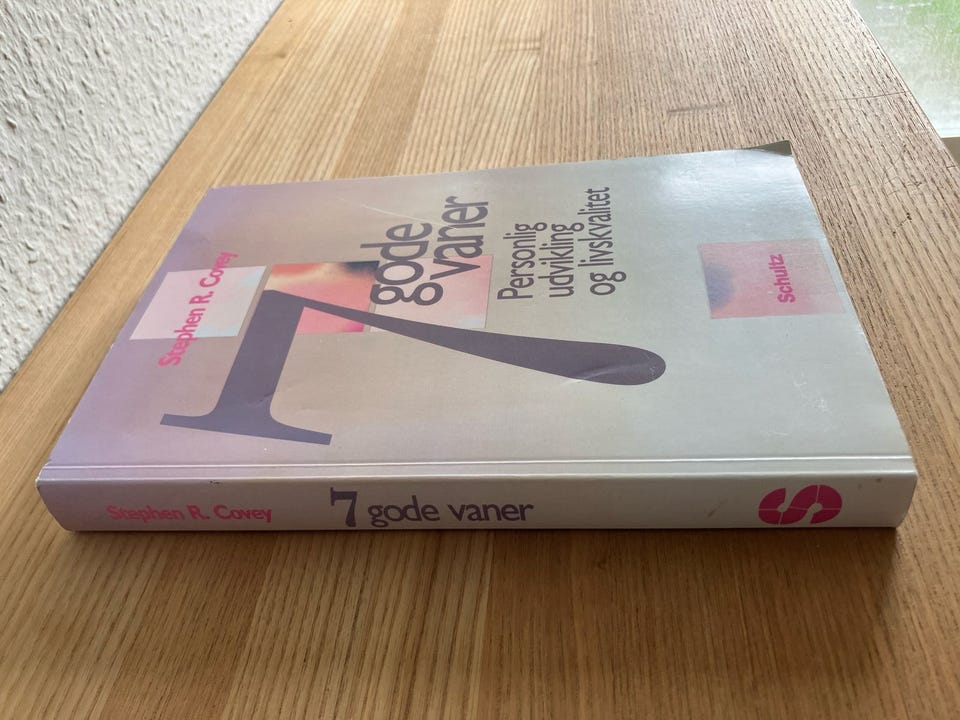 Stephen R. Covey
7 gode
vaner
Personlig
udvikling
og livskvalitet
Schultz
Stephen R. Covey 7 gode vaner S